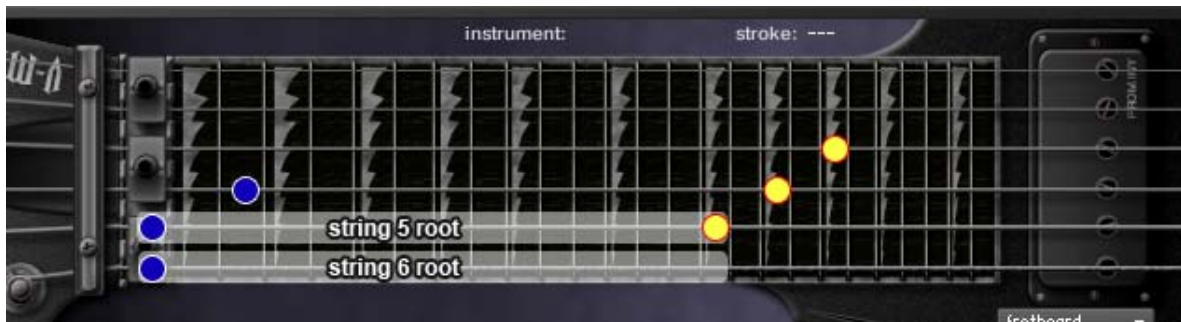 instrument: stroke: ---
string 5 root
string 6 root